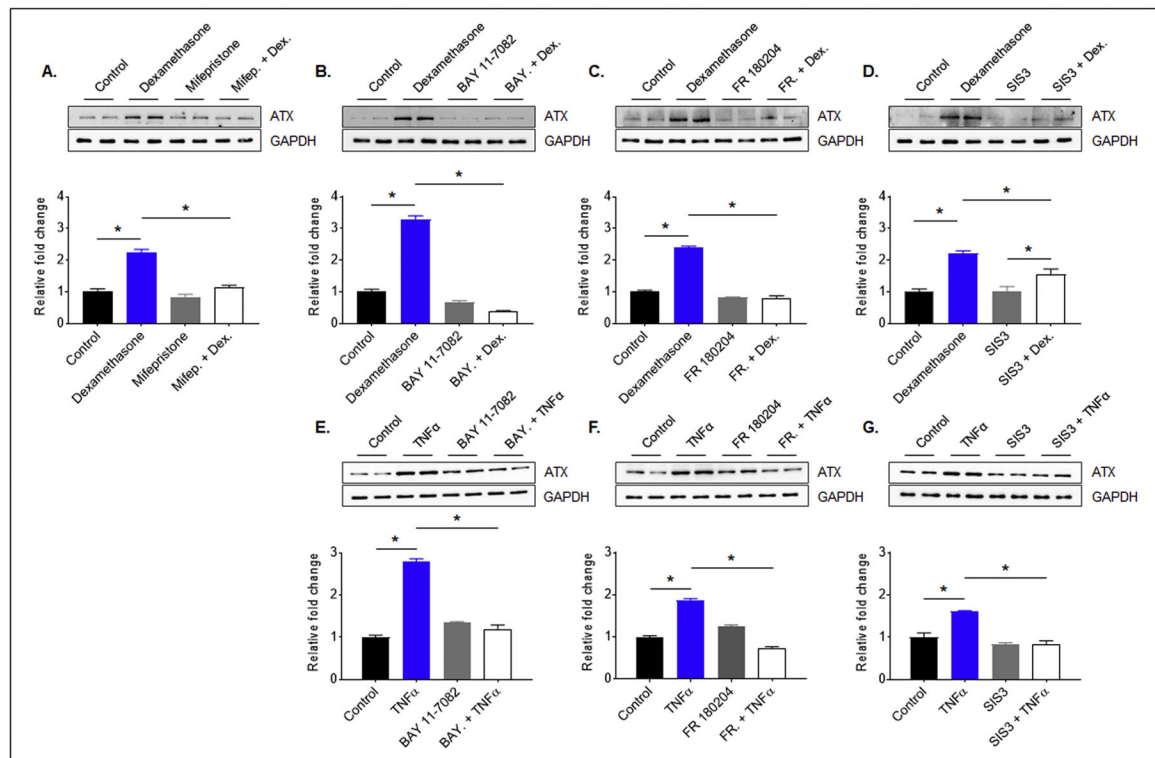 A.
Control
Dexamethasone
Mifepristone
Mifep. + Dex.
ATX
GAPDH
Relative fold change
4
3
2
1
0
*
*
Control
Dexamethasone
Mifepristone
Mifep. + Dex.
B.
Control
Dexamethasone
BAY 11-7082
BAY. + Dex.
ATX
GAPDH
Relative fold change
4
3
2
1
0
*
*
Control
Dexamethasone
BAY 11-7082
BAY. + Dex.
C.
Control
Dexamethasone
FR 180204
FR. + Dex.
ATX
GAPDH
Relative fold change
4
3
2
1
0
*
*
Control
Dexamethasone
FR 180204
FR. + Dex.
D.
Control
Dexamethasone
SIS3
SIS3 + Dex.
ATX
GAPDH
Relative fold change
4
3
2
1
0
*
*
*
Control
Dexamethasone
SIS3
SIS3 + Dex.
E.
Control
TNFα
BAY 11-7082
BAY. + TNFα
ATX
GAPDH
Relative fold change
3
2
1
0
*
*
Control
TNFα
BAY 11-7082
BAY. + TNFα
F.
Control
TNFα
FR 180204
FR. + TNFα
ATX
GAPDH
Relative fold change
3
2
1
0
*
*
Control
TNFα
FR 180204
FR. + TNFα
G.
Control
TNFα
SIS3
SIS3 + TNFα
ATX
GAPDH
Relative fold change
3
2
1
0
*
*
Control
TNFα
SIS3
SIS3 + TNFα